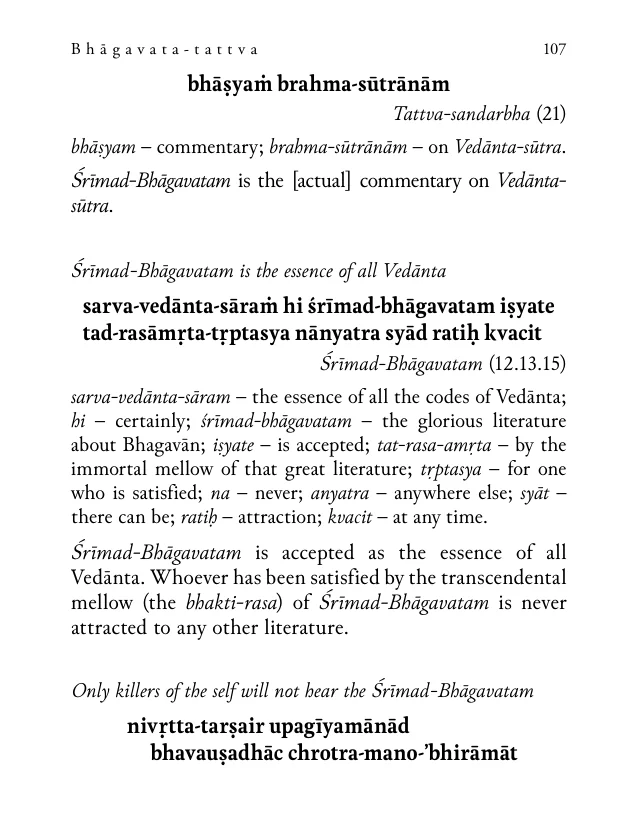 Bhāgavata-tattva 107
bhāṣyaṁ brahma-sūtrānām
Tattva-sandarbha (21)
bhāṣyam – commentary; brahma-sūtrānām – on Vedānta-sūtra.
Śrīmad-Bhāgavatam is the [actual] commentary on Vedānta-
sūtra.
Śrīmad-Bhāgavatam is the essence of all Vedānta
sarva-vedānta-sāraṁ hi śrīmad-bhāgavatam iṣyate
tad-rasāmṛta-tṛptasya nānyatra syād ratiḥ kvacit
Śrīmad-Bhāgavatam (12.13.15)
sarva-vedānta-sāram – the essence of all the codes of Vedānta;
hi – certainly; śrīmad-bhāgavatam – the glorious literature
about Bhagavān; iṣyate – is accepted; tat-rasa-amṛta – by the
immortal mellow of that great literature; tṛptasya – for one
who is satisfied; na – never; anyatra – anywhere else; syāt –
there can be; ratiḥ – attraction; kvacit – at any time.
Śrīmad-Bhāgavatam is accepted as the essence of all
Vedānta. Whoever has been satisfied by the transcendental
mellow (the bhakti-rasa) of Śrīmad-Bhāgavatam is never
attracted to any other literature.
Only killers of the self will not hear the Śrīmad-Bhāgavatam
nivṛtta-tarṣair upagīyamānād
bhavauṣadhāc chrotra-mano-’bhirāmāt